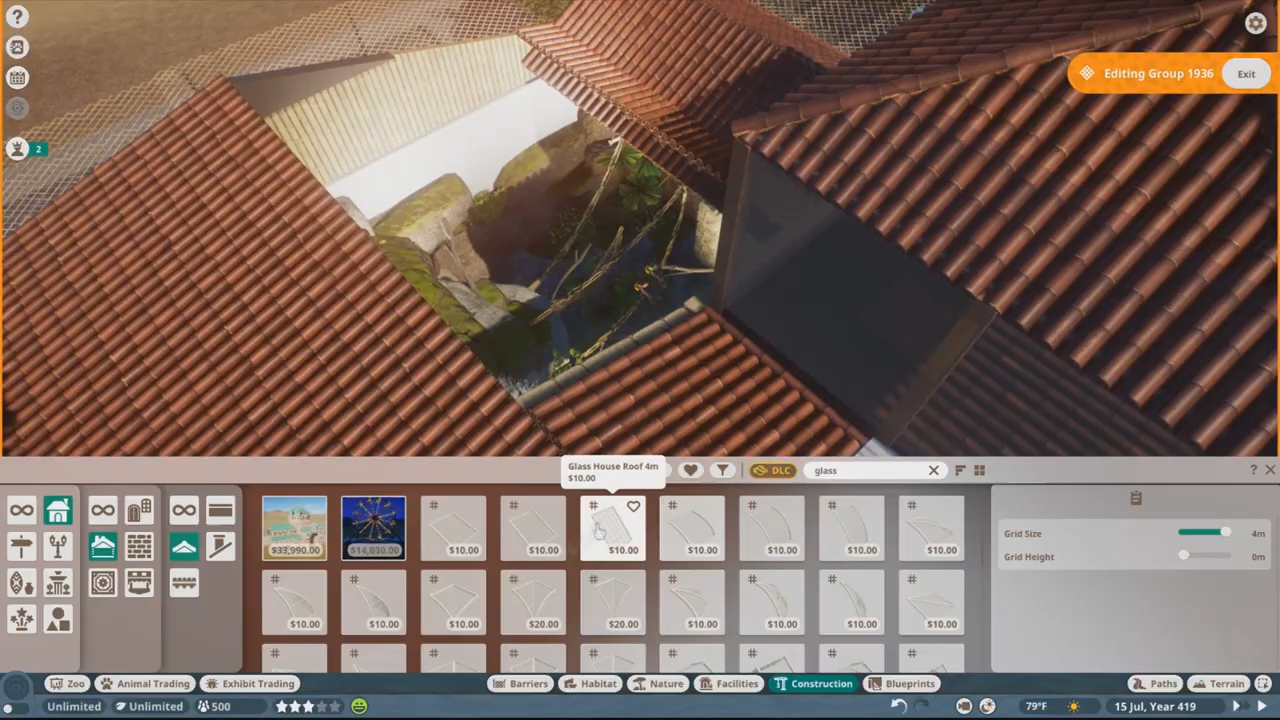 ?
Editing Group 1936
Exit
2
Glass House Roof 4m
$10.00
DLC
glass
?
$33,990.00
$14,030.00
$10.00
$10.00
$10.00
$10.00
$10.00
$10.00
$10.00
Grid Size
4m
Grid Height
0m
$10.00
$10.00
$10.00
$20.00
$20.00
$10.00
$10.00
$10.00
$10.00
Zoo
Animal Trading
Exhibit Trading
Barriers
Habitat
Nature
Facilities
Construction
Blueprints
Paths
Terrain
Unlimited
Unlimited
500
79°F
15 Jul, Year 419